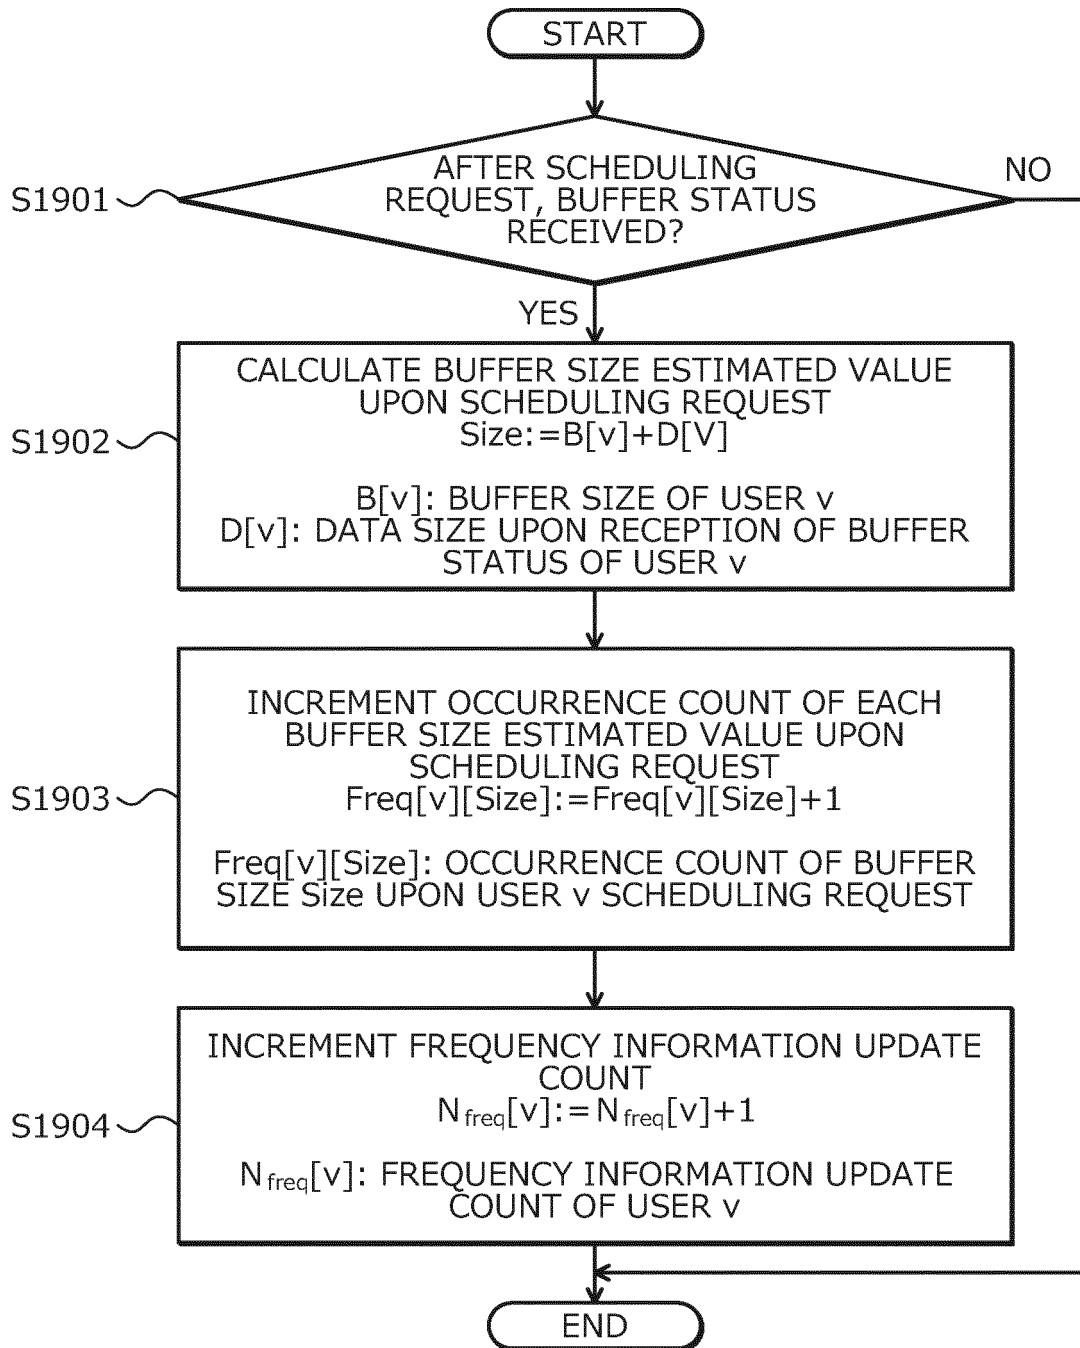 START
AFTER SCHEDULING
REQUEST, BUFFER STATUS
RECEIVED?
NO
S1901
YES
CALCULATE BUFFER SIZE ESTIMATED VALUE
UPON SCHEDULING REQUEST
Size:=B[v]+D[V]
S1902
B[v]: BUFFER SIZE OF USER v
D[v]: DATA SIZE UPON RECEPTION OF BUFFER
STATUS OF USER v
INCREMENT OCCURRENCE COUNT OF EACH
BUFFER SIZE ESTIMATED VALUE UPON
SCHEDULING REQUEST
S1903
Freq[v][Size]:=Freq[v][Size]+1
Freq[v][Size]: OCCURRENCE COUNT OF BUFFER
SIZE Size UPON USER v SCHEDULING REQUEST
INCREMENT FREQUENCY INFORMATION UPDATE
COUNT
S1904
Nfreq[v]:=Nfreq[v]+1
Nfreq[v]: FREQUENCY INFORMATION UPDATE
COUNT OF USER v
END